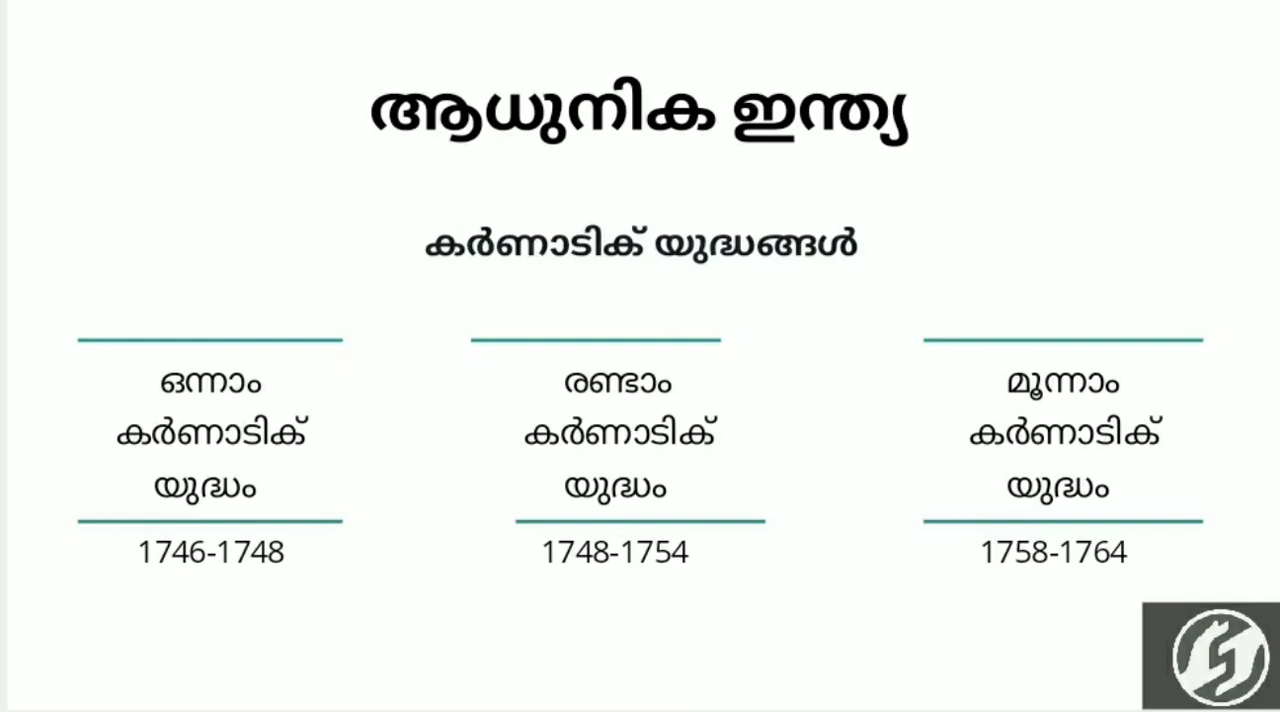 ആധുനിക ഇന്ത്യ
കർണാടിക് യുദ്ധങ്ങൾ
ഒന്നാം
കർണാടിക്
യുദ്ധം
1746-1748
രണ്ടാം
കർണാടിക്
യുദ്ധം
1748-1754
മൂന്നാം
കർണാടിക്
യുദ്ധം
1758-1764